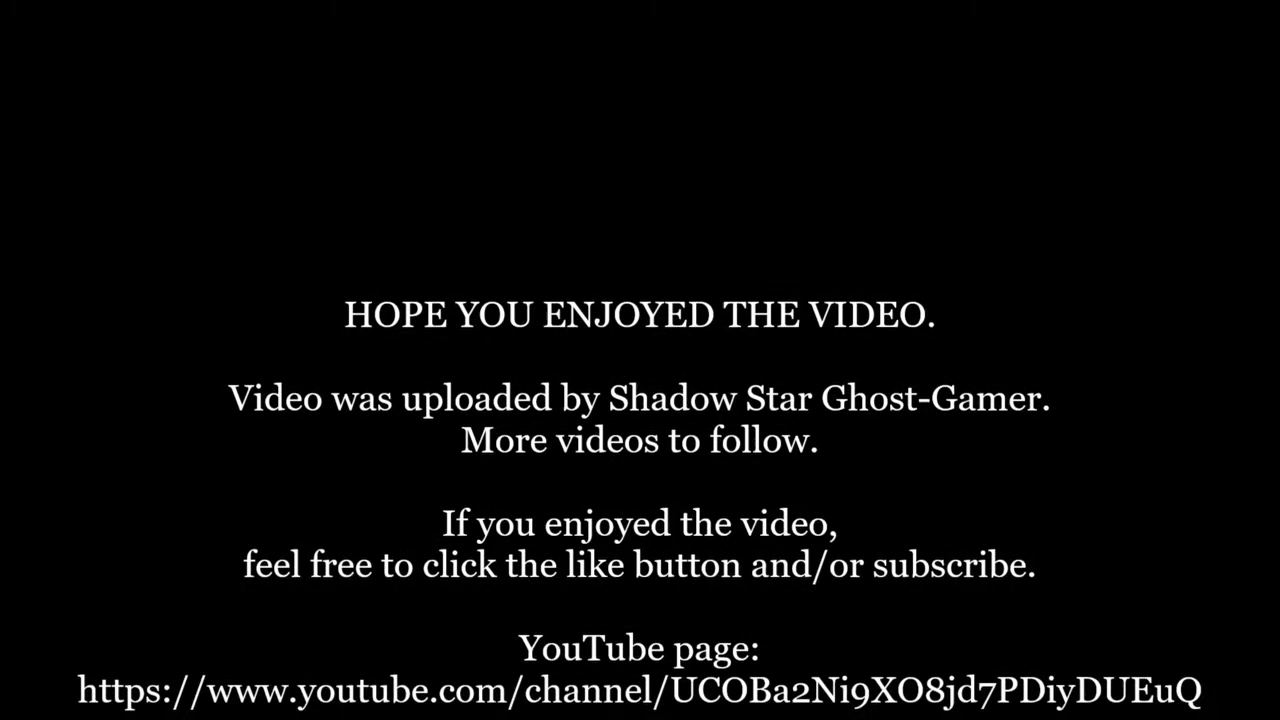 HOPE YOU ENJOYED THE VIDEO.
Video was uploaded by Shadow Star Ghost-Gamer.
More videos to follow.
If you enjoyed the video,
feel free to click the like button and/or subscribe.
YouTube page:
https://www.youtube.com/channel/UCOBa2Ni9XO8jd7PDiyDUEuQ